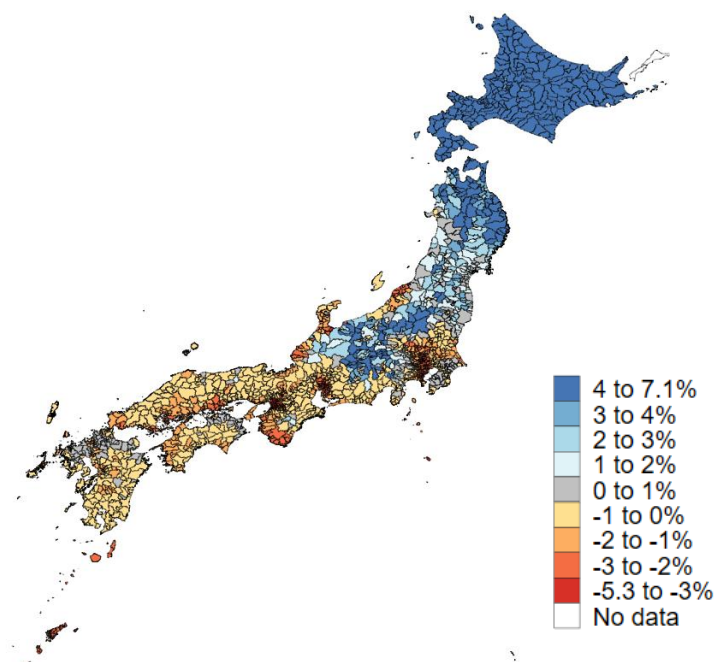 4 to 7.1%
3 to 4%
2 to 3%
1 to 2%
0 to 1%
-1 to 0%
-2 to -1%
-3 to -2%
-5.3 to -3%
No data